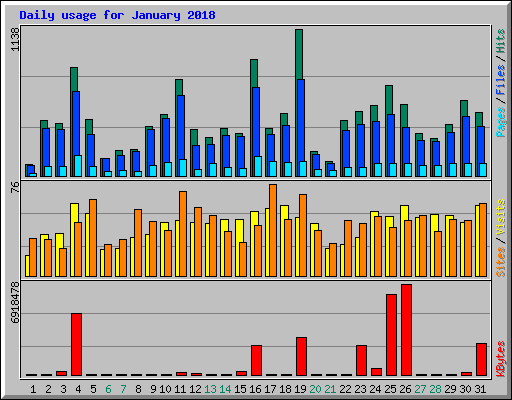 Daily usage for January 2018
1138
Pages / Files / Hits
76
Sites / Visits
6918478
KBytes
1 2 3 4 5 6 7 8 9 10 11 12 13 14 15 16 17 18 19 20 21 22 23 24 25 26 27 28 29 30 31